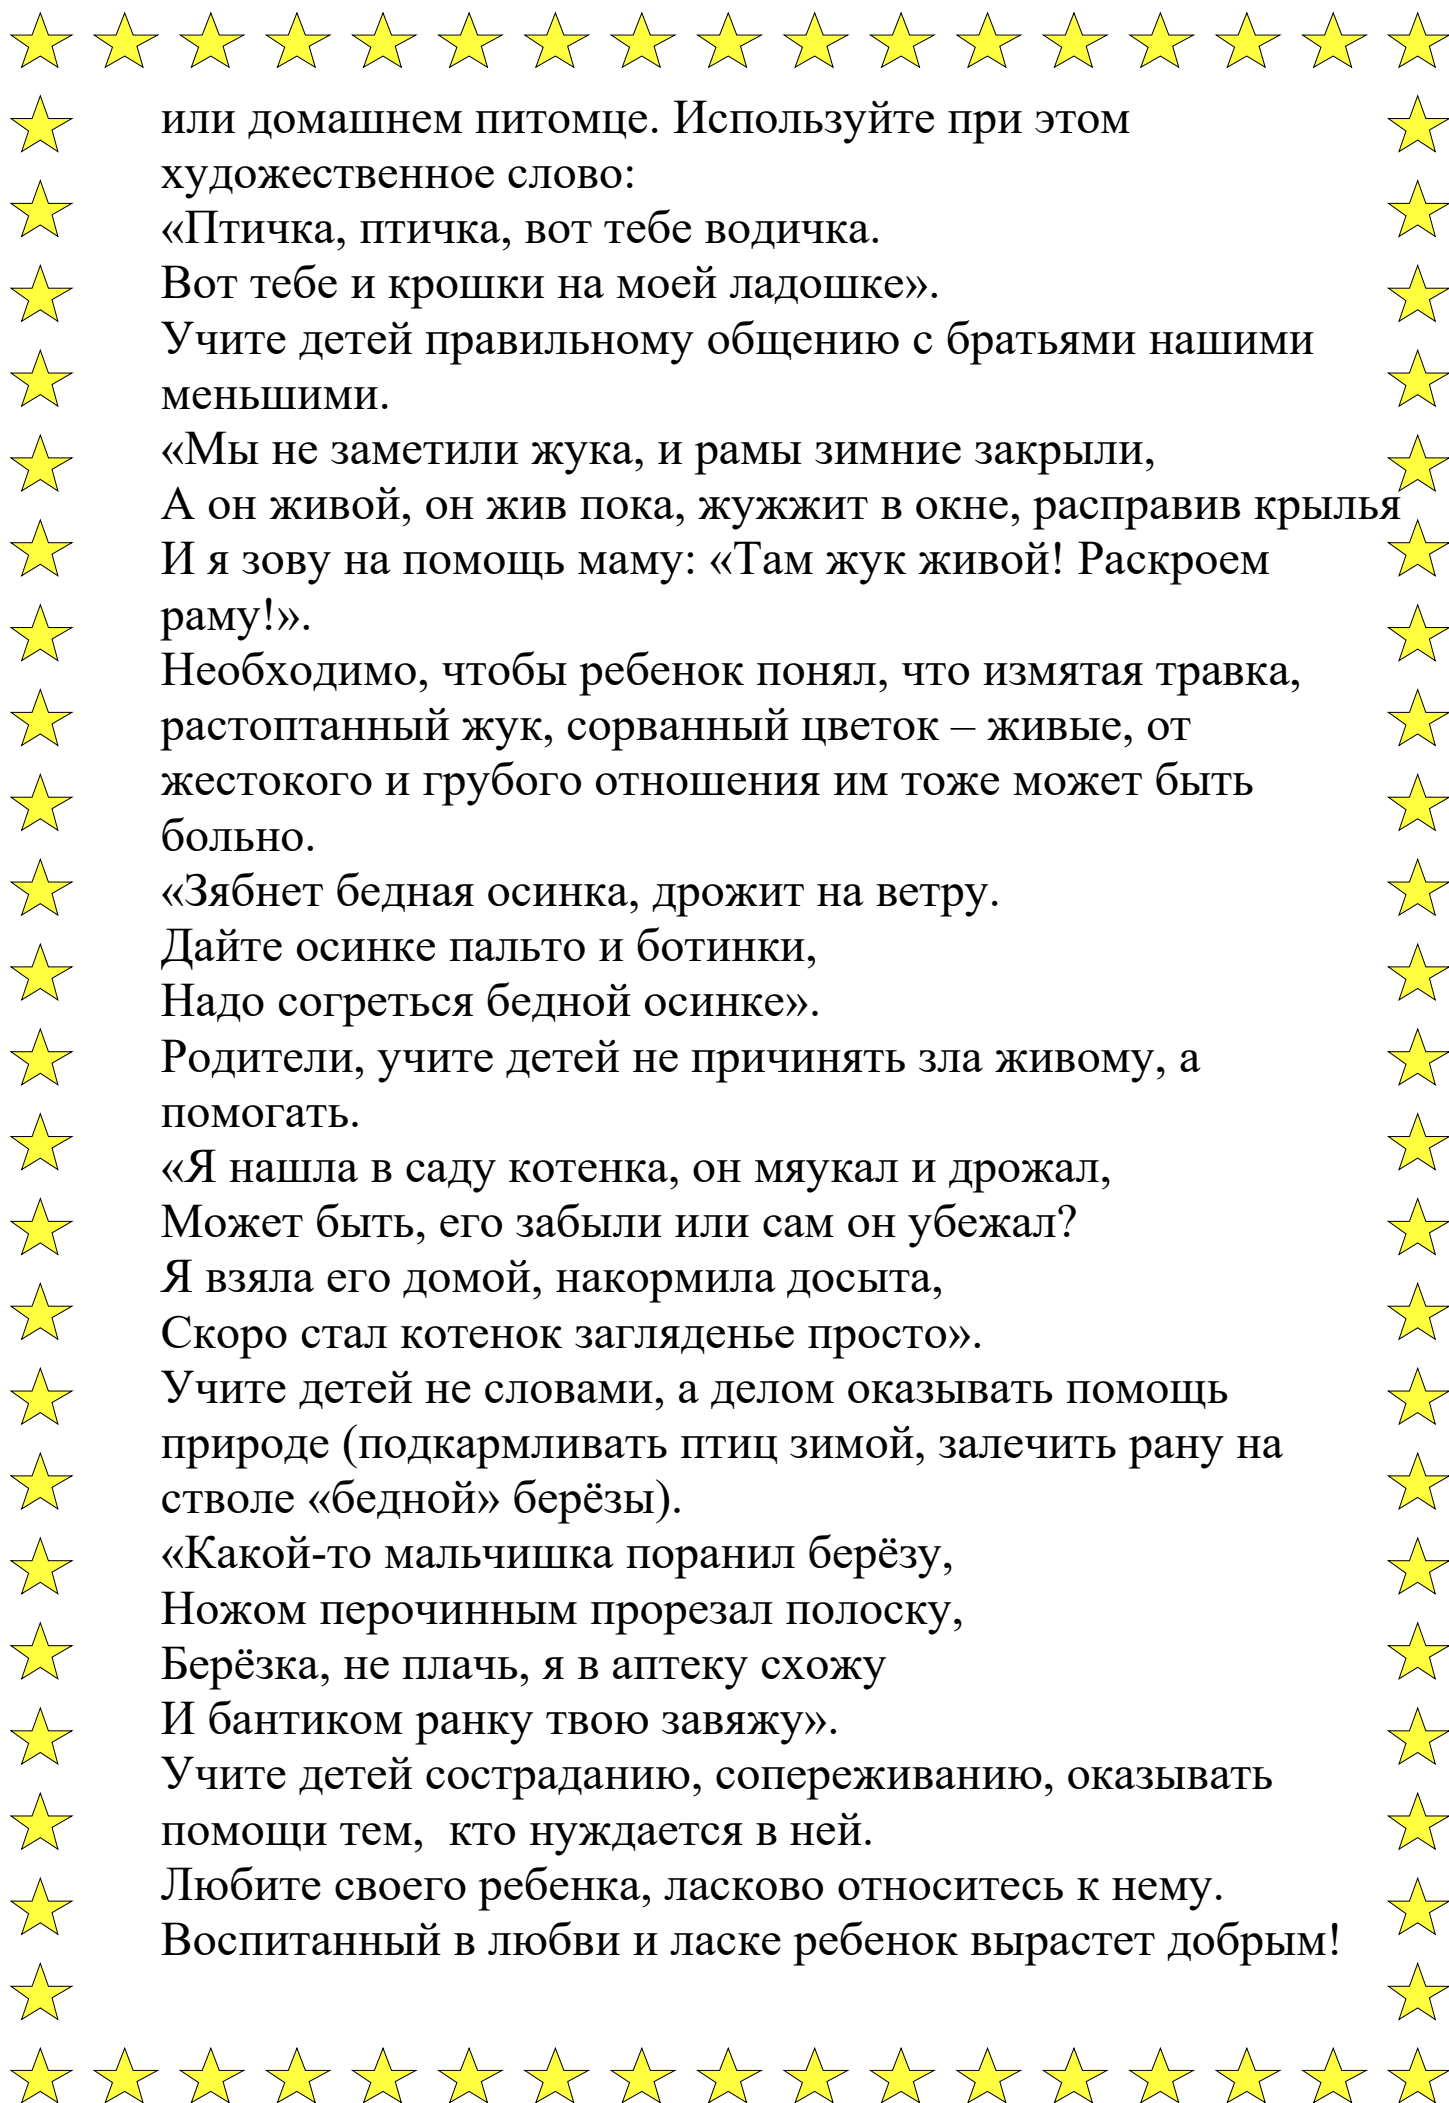 или домашнем питомце. Используйте при этом
художественное слово:
«Птичка, птичка, вот тебе водичка.
Вот тебе и крошки на моей ладошке».
Учите детей правильному общению с братьями нашими
меньшими.
«Мы не заметили жука, и рамы зимние закрыли,
А он живой, он жив пока, жужжит в окне, расправив крылья
И я зову на помощь маму: «Там жук живой! Раскроем
раму!».
Необходимо, чтобы ребенок понял, что измятая травка,
растоптанный жук, сорванный цветок – живые, от
жестокого и грубого отношения им тоже может быть
больно.
«Зябнет бедная осинка, дрожит на ветру.
Дайте осинке пальто и ботинки,
Надо согреться бедной осинке».
Родители, учите детей не причинять зла живому, а
помогать.
«Я нашла в саду котенка, он мяукал и дрожал,
Может быть, его забыли или сам он убежал?
Я взяла его домой, накормила досыта,
Скоро стал котенок загляденье просто».
Учите детей не словами, а делом оказывать помощь
природе (подкармливать птиц зимой, залечить рану на
стволе «бедной» берёзы).
«Какой-то мальчишка поранил берёзу,
Ножом перочинным прорезал полоску,
Берёзка, не плачь, я в аптеку схожу
И бантиком ранку твою завяжу».
Учите детей состраданию, сопереживанию, оказывать
помощи тем,  кто нуждается в ней.
Любите своего ребенка, ласково относитесь к нему.
Воспитанный в любви и ласке ребенок вырастет добрым!